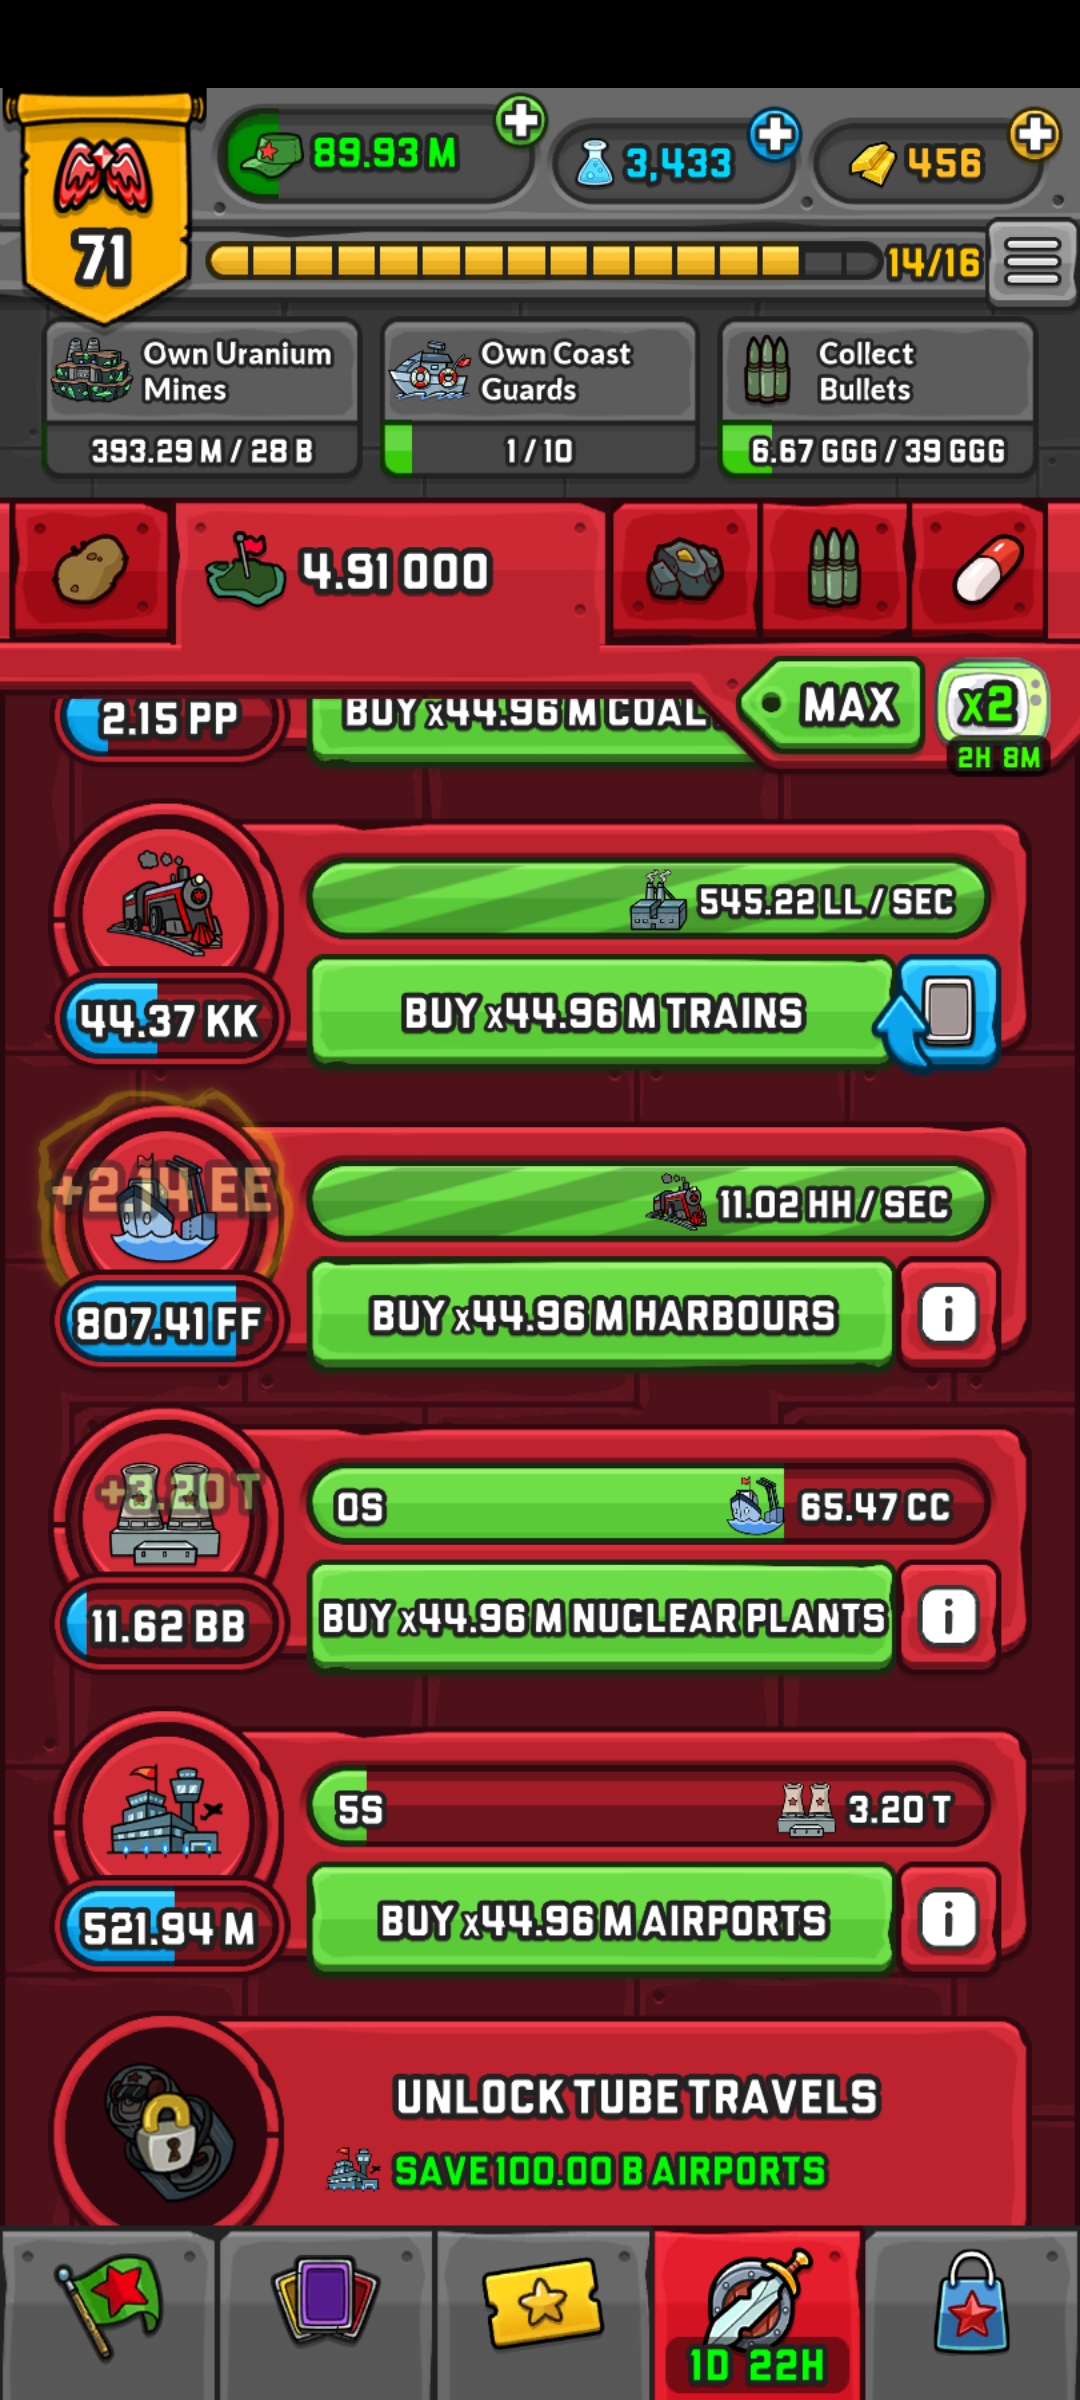 89.93 M
3,433
456
71
14/16
Own Uranium
Mines
Own Coast
Guards
Collect
Bullets
393.29 M / 28 B
1 / 10
6.67 GGG / 39 GGG
4.91 000
MAX
x2
2H 8M
2.15 PP
BUY x44.96 M COAL
545.22 LL / SEC
44.37 KK
BUY x44.96 M TRAINS
+2.14 EE
11.02 HH / SEC
807.41 FF
BUY x44.96 M HARBOURS
i
+3.20 T
0S
65.47 CC
11.62 BB
BUY x44.96 M NUCLEAR PLANTS
i
5S
3.20 T
521.94 M
BUY x44.96 M AIRPORTS
i
UNLOCK TUBE TRAVELS
SAVE 100.00 B AIRPORTS
1D 22H